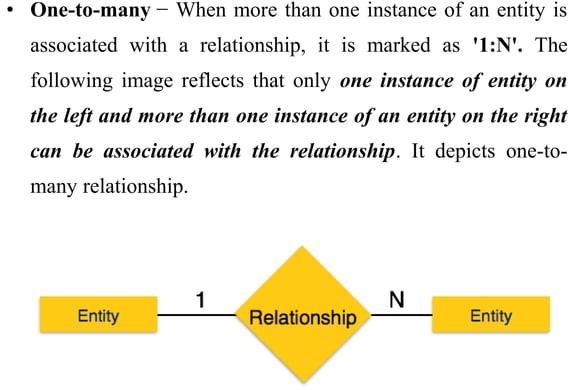 • One-to-many − When more than one instance of an entity is
associated with a relationship, it is marked as '1:N'. The
following image reflects that only one instance of entity on
the left and more than one instance of an entity on the right
can be associated with the relationship. It depicts one-to-
many relationship.
1
N
Entity
Relationship
Entity